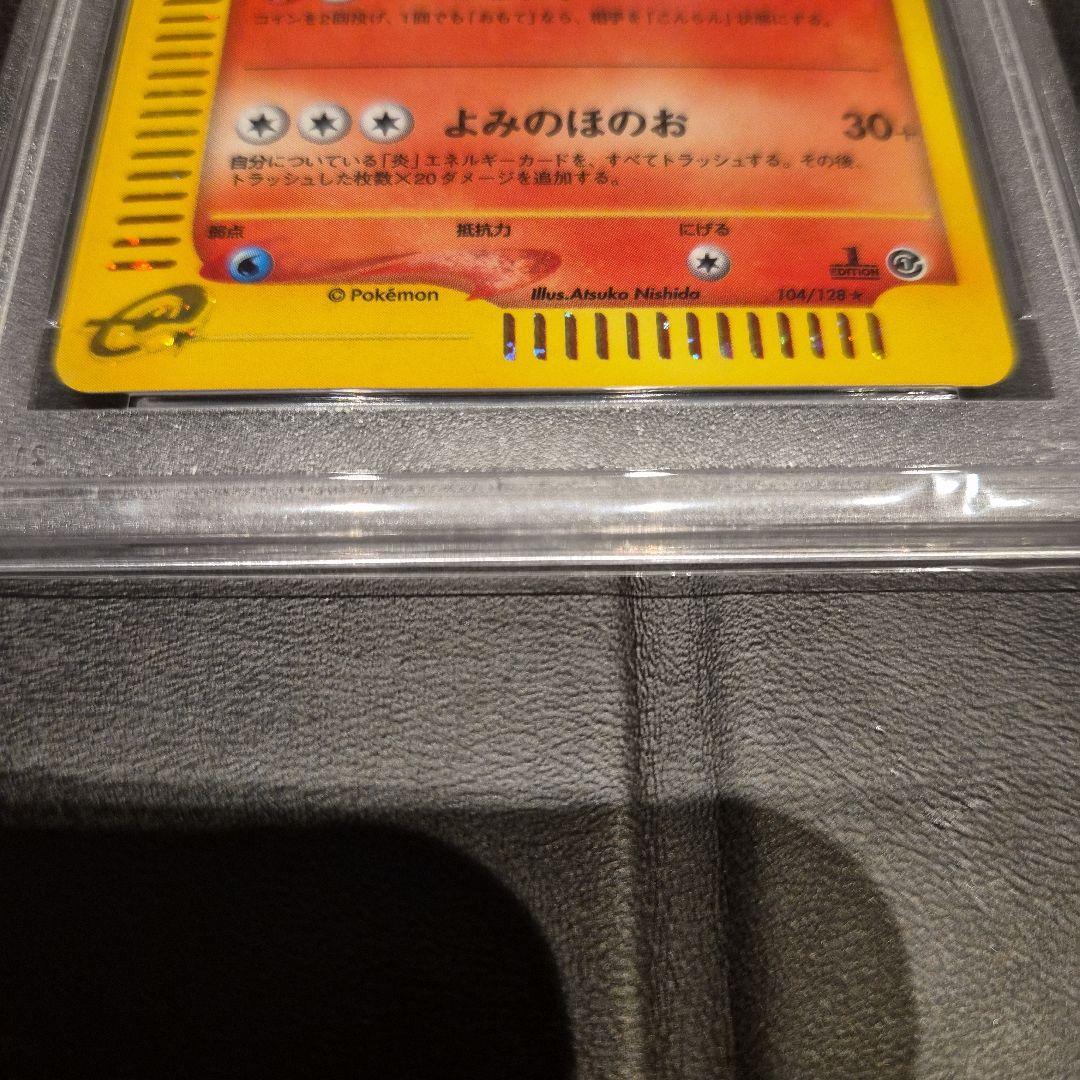 コインを2回投げ、1回でも「おもて」なら、相手を「こんらん」状態にする。
よみのほのお 30+
自分についている「炎」エネルギーカードを、すべてトラッシュする。その後、
トラッシュした枚数×20ダメージを追加する。
弱点 抵抗力 にげる
1
EDITION
© Pokémon Illus.Atsuko Nishida 104/128 ★